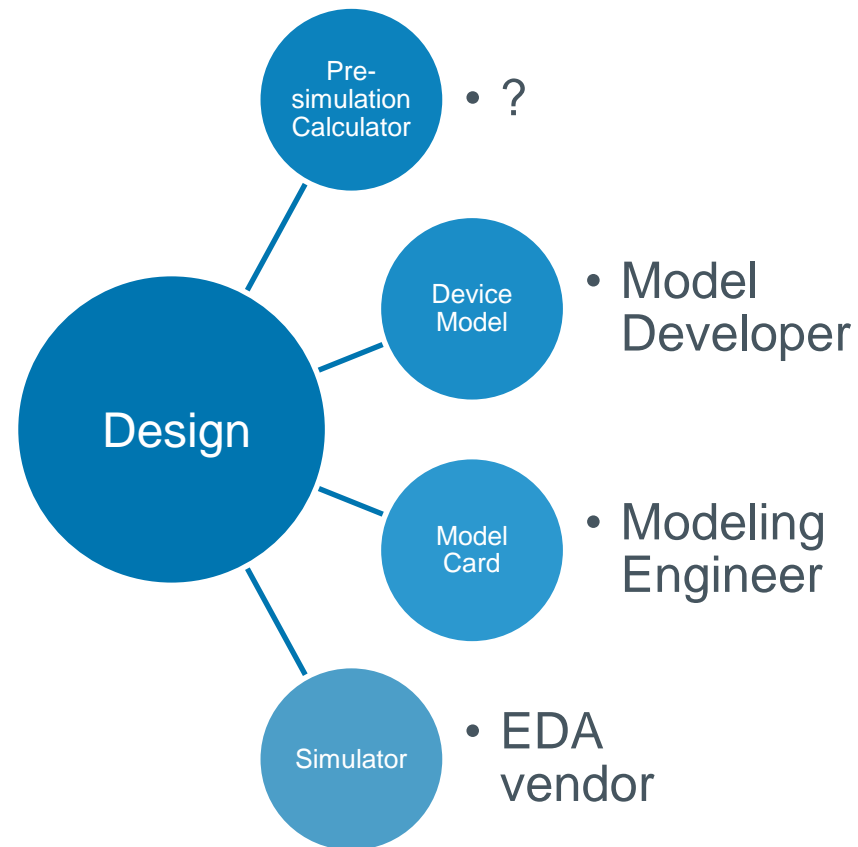 Pre-
simulation
Calculator
• ?
Device
Model
• Model
Developer
Design
Model
Card
• Modeling
Engineer
Simulator
• EDA
vendor